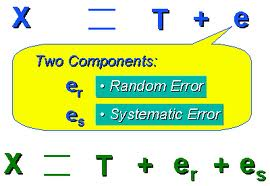 X = T + e
Two Components:
er • Random Error
es • Systematic Error
X = T + er + es